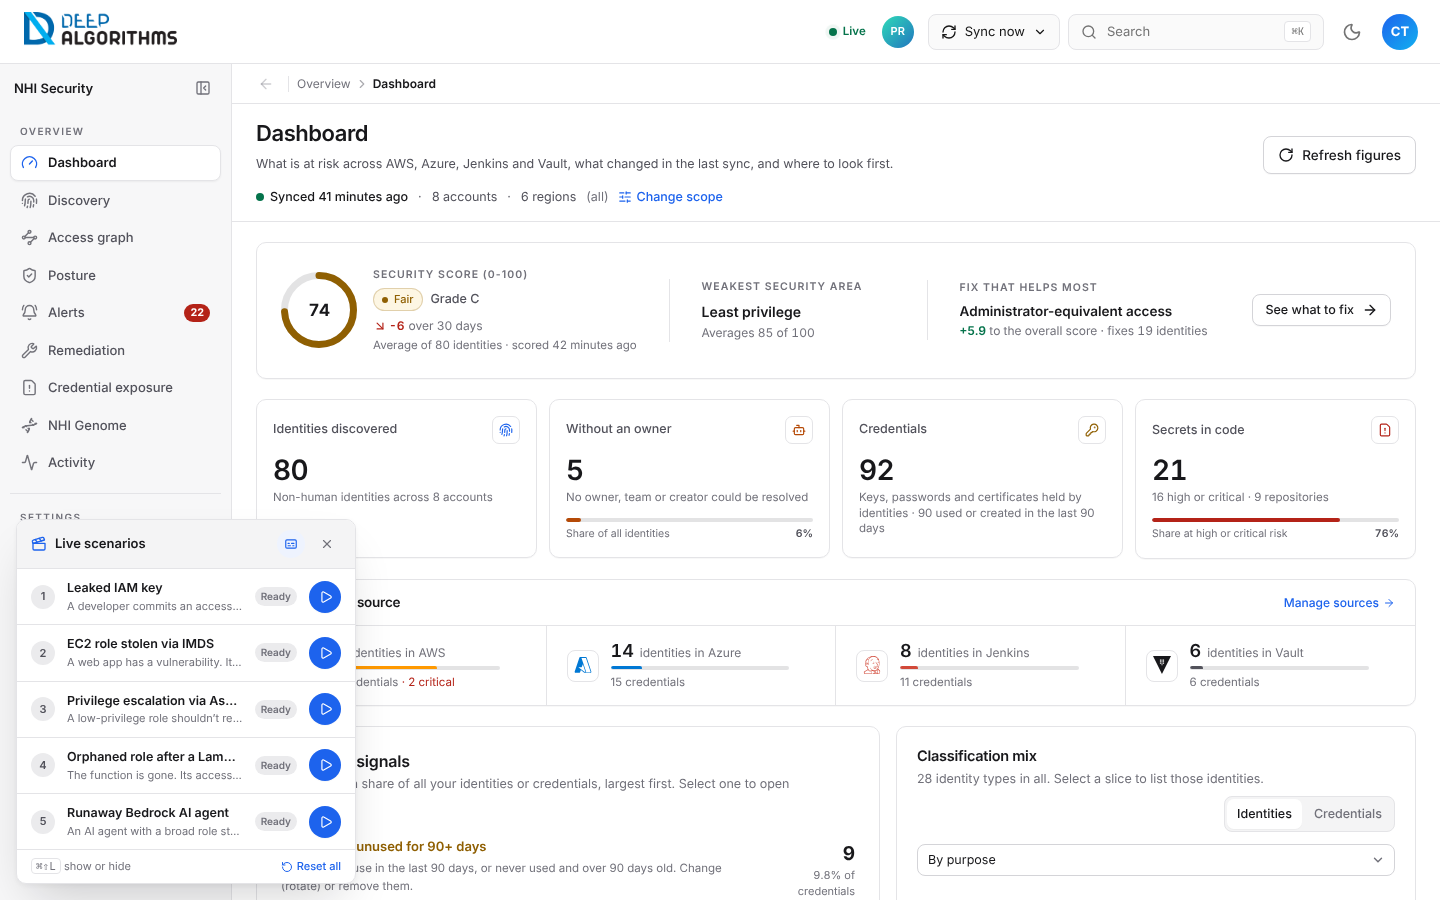 DEEP
ALGORITHMS
Live
PR
Sync now
Search
⌘K
CT
NHI Security
OVERVIEW
Dashboard
Discovery
Access graph
Posture
Alerts
22
Remediation
Credential exposure
NHI Genome
Activity
SETTINGS
Overview
Dashboard
Dashboard
What is at risk across AWS, Azure, Jenkins and Vault, what changed in the last sync, and where to look first.
Synced 41 minutes ago · 8 accounts · 6 regions (all)
Change scope
Refresh figures
74
SECURITY SCORE (0-100)
Fair
Grade C
-6 over 30 days
Average of 80 identities · scored 42 minutes ago
WEAKEST SECURITY AREA
Least privilege
Averages 85 of 100
FIX THAT HELPS MOST
Administrator-equivalent access
+5.9 to the overall score · fixes 19 identities
See what to fix
Identities discovered
80
Non-human identities across 8 accounts
Without an owner
5
No owner, team or creator could be resolved
Share of all identities
6%
Credentials
92
Keys, passwords and certificates held by
identities · 90 used or created in the last 90
days
Secrets in code
21
16 high or critical · 9 repositories
Share at high or critical risk
76%
source
Manage sources
dentities in AWS
dentials · 2 critical
14 identities in Azure
15 credentials
8 identities in Jenkins
11 credentials
6 identities in Vault
6 credentials
signals
share of all your identities or credentials, largest first. Select one to open
unused for 90+ days
use in the last 90 days, or never used and over 90 days old. Change
(rotate) or remove them.
9
9.8% of
credentials
Classification mix
28 identity types in all. Select a slice to list those identities.
Identities
Credentials
By purpose
Live scenarios
1
Leaked IAM key
A developer commits an access...
Ready
2
EC2 role stolen via IMDS
A web app has a vulnerability. It...
Ready
3
Privilege escalation via As...
A low-privilege role shouldn't re...
Ready
4
Orphaned role after a Lam...
The function is gone. Its access...
Ready
5
Runaway Bedrock AI agent
An AI agent with a broad role st...
Ready
⌘⇧L show or hide
Reset all